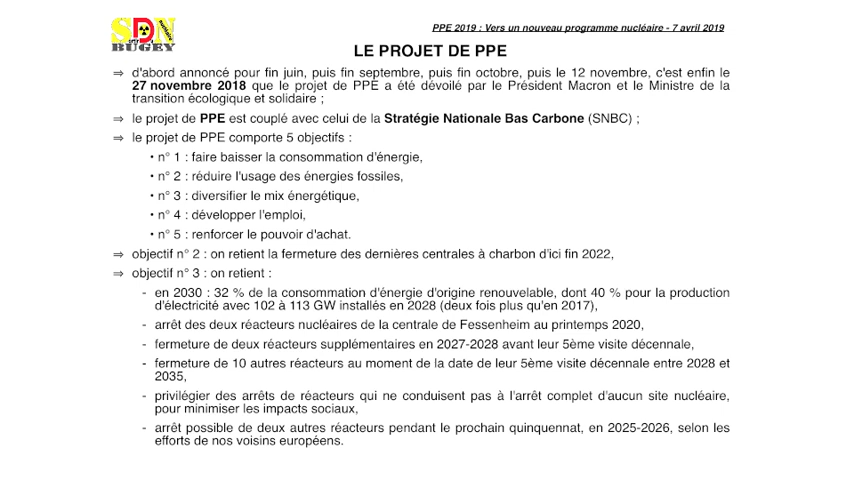 SDN
nucléaire
BUGEY
PPE 2019 : Vers un nouveau programme nucléaire - 7 avril 2019
LE PROJET DE PPE
⇒ d'abord annoncé pour fin juin, puis fin septembre, puis fin octobre, puis le 12 novembre, c'est enfin le
27 novembre 2018 que le projet de PPE a été dévoilé par le Président Macron et le Ministre de la
transition écologique et solidaire ;
⇒ le projet de PPE est couplé avec celui de la Stratégie Nationale Bas Carbone (SNBC) ;
⇒ le projet de PPE comporte 5 objectifs :
• n° 1 : faire baisser la consommation d'énergie,
• n° 2 : réduire l'usage des énergies fossiles,
• n° 3 : diversifier le mix énergétique,
• n° 4 : développer l'emploi,
• n° 5 : renforcer le pouvoir d'achat.
⇒ objectif n° 2 : on retient la fermeture des dernières centrales à charbon d'ici fin 2022,
⇒ objectif n° 3 : on retient :
- en 2030 : 32 % de la consommation d'énergie d'origine renouvelable, dont 40 % pour la production
d'électricité avec 102 à 113 GW installés en 2028 (deux fois plus qu'en 2017),
- arrêt des deux réacteurs nucléaires de la centrale de Fessenheim au printemps 2020,
- fermeture de deux réacteurs supplémentaires en 2027-2028 avant leur 5ème visite décennale,
- fermeture de 10 autres réacteurs au moment de la date de leur 5ème visite décennale entre 2028 et
2035,
- privilégier des arrêts de réacteurs qui ne conduisent pas à l'arrêt complet d'aucun site nucléaire,
pour minimiser les impacts sociaux,
- arrêt possible de deux autres réacteurs pendant le prochain quinquennat, en 2025-2026, selon les
efforts de nos voisins européens.